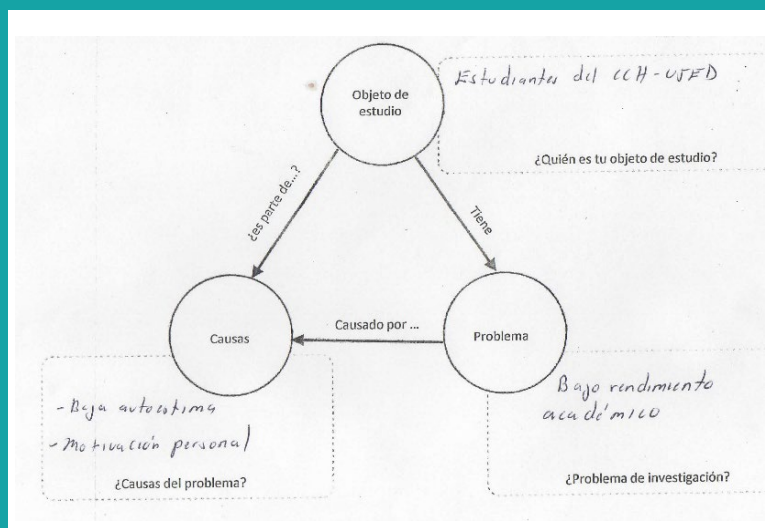 Objeto de
estudio
Estudiantes del CCH-UJED
¿Quién es tu objeto de estudio?
¿es parte de...?
Tiene
Causas
Causado por ...
Problema
- Baja autoestima
- Motivación personal
¿Causas del problema?
Bajo rendimiento
académico
¿Problema de investigación?